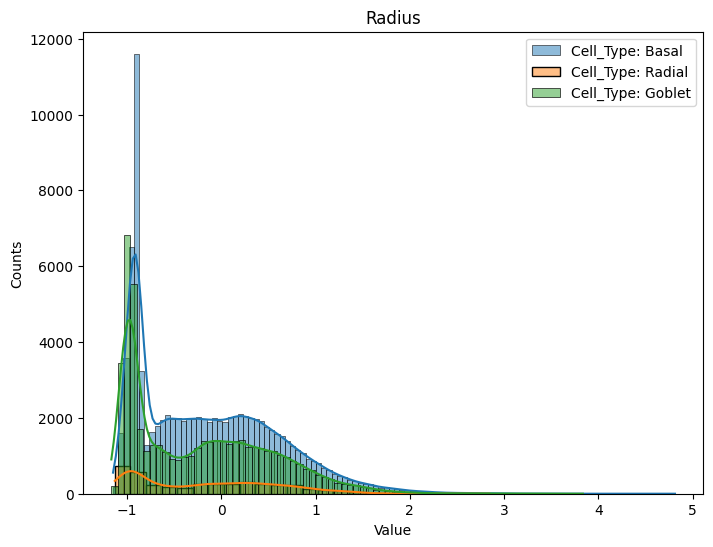 Radius
12000
10000
8000
6000
4000
2000
0
Counts
Cell_Type: Basal
Cell_Type: Radial
Cell_Type: Goblet
−1 0 1 2 3 4 5
Value